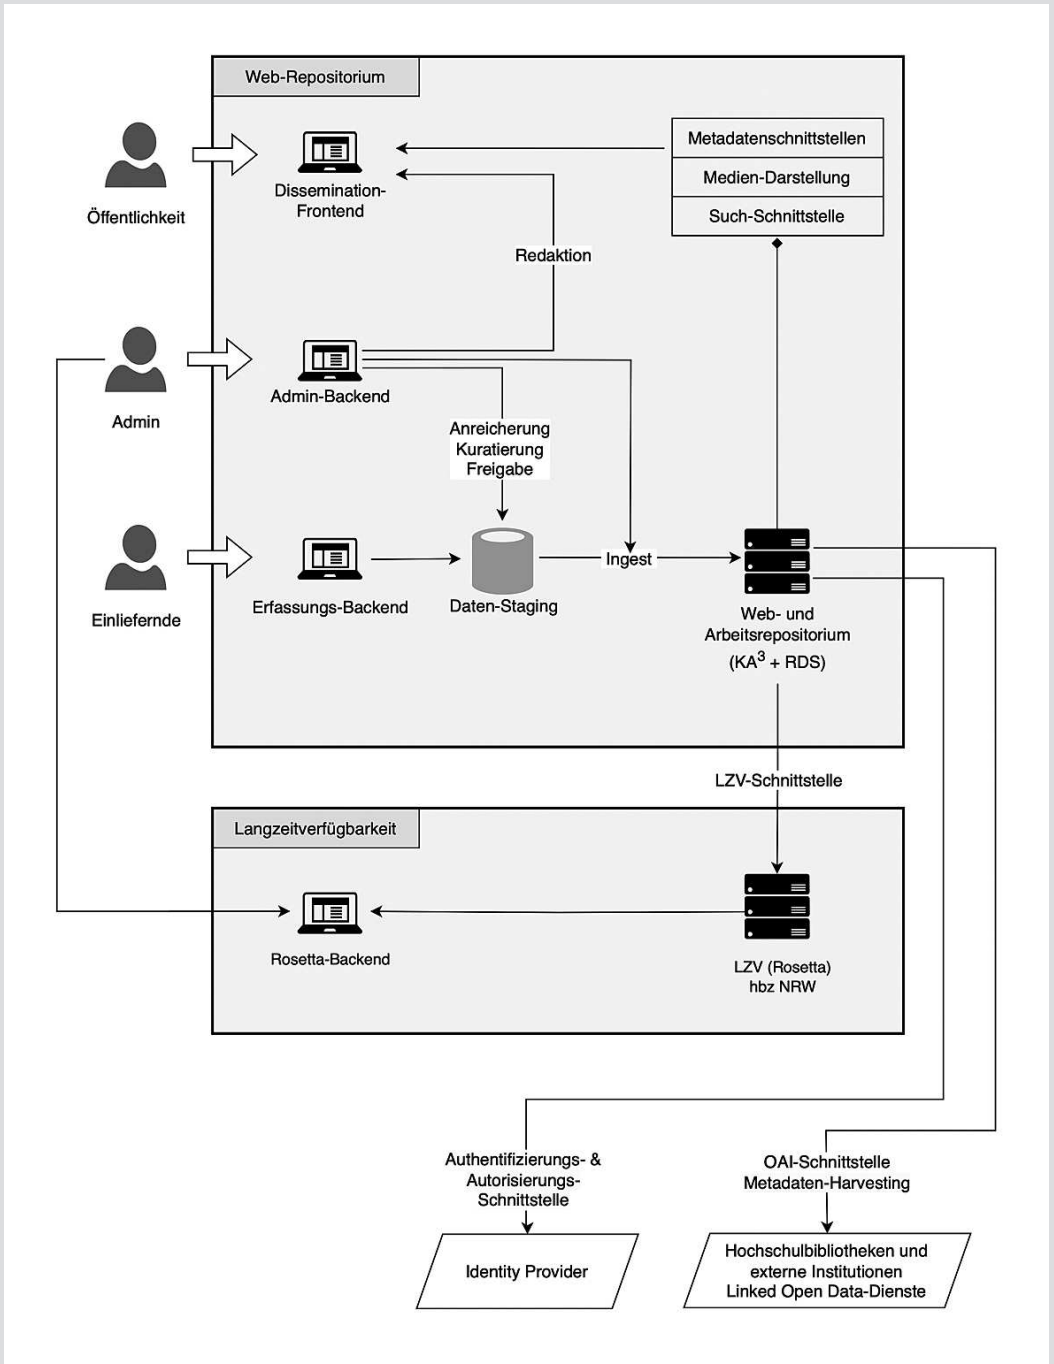 Web-Repositorium
Metadatenschnittstellen
Medien-Darstellung
Such-Schnittstelle
Dissemination-
Frontend
Öffentlichkeit
Redaktion
Admin-Backend
Admin
Anreicherung
Kuratierung
Freigabe
Ingest
Erfassungs-Backend
Daten-Staging
Einliefernde
Web- und
Arbeitsrepositorium
(KA³ + RDS)
LZV-Schnittstelle
Langzeitverfügbarkeit
Rosetta-Backend
LZV (Rosetta)
hbz NRW
Authentifizierungs- &
Autorisierungs-
Schnittstelle
OAI-Schnittstelle
Metadaten-Harvesting
Identity Provider
Hochschulbibliotheken und
externe Institutionen
Linked Open Data-Dienste